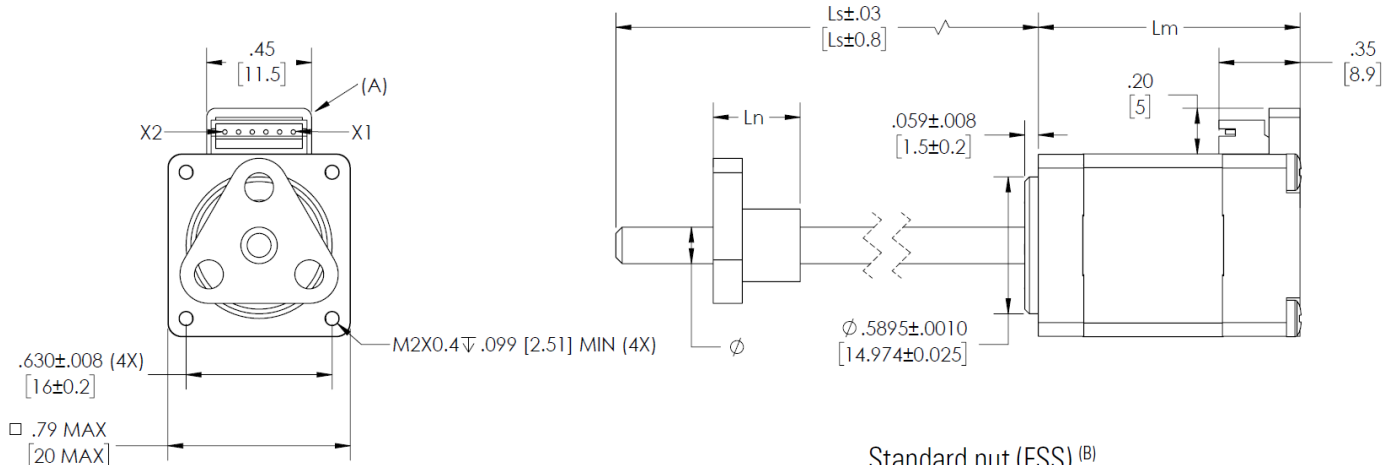 .45
[11.5]
(A)
X2
X1
M2X0.4↧.099 [2.51] MIN (4X)
.630±.008 (4X)
[16±0.2]
□ .79 MAX
[20 MAX]
Ls±.03
[Ls±0.8]
Lm
.35
[8.9]
.20
[5]
Ln
.059±.008
[1.5±0.2]
∅
∅.5895±.0010
[14.974±0.025]
Standard nut (FSS) (B)